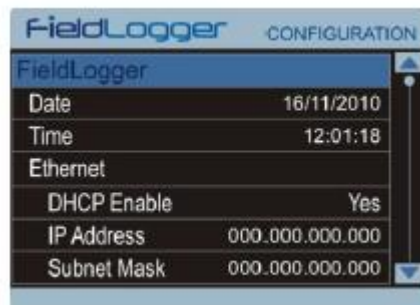 FieldLogger CONFIGURATION
FieldLogger
Date 16/11/2010
Time 12:01:18
Ethernet
DHCP Enable Yes
IP Address 000.000.000.000
Subnet Mask 000.000.000.000